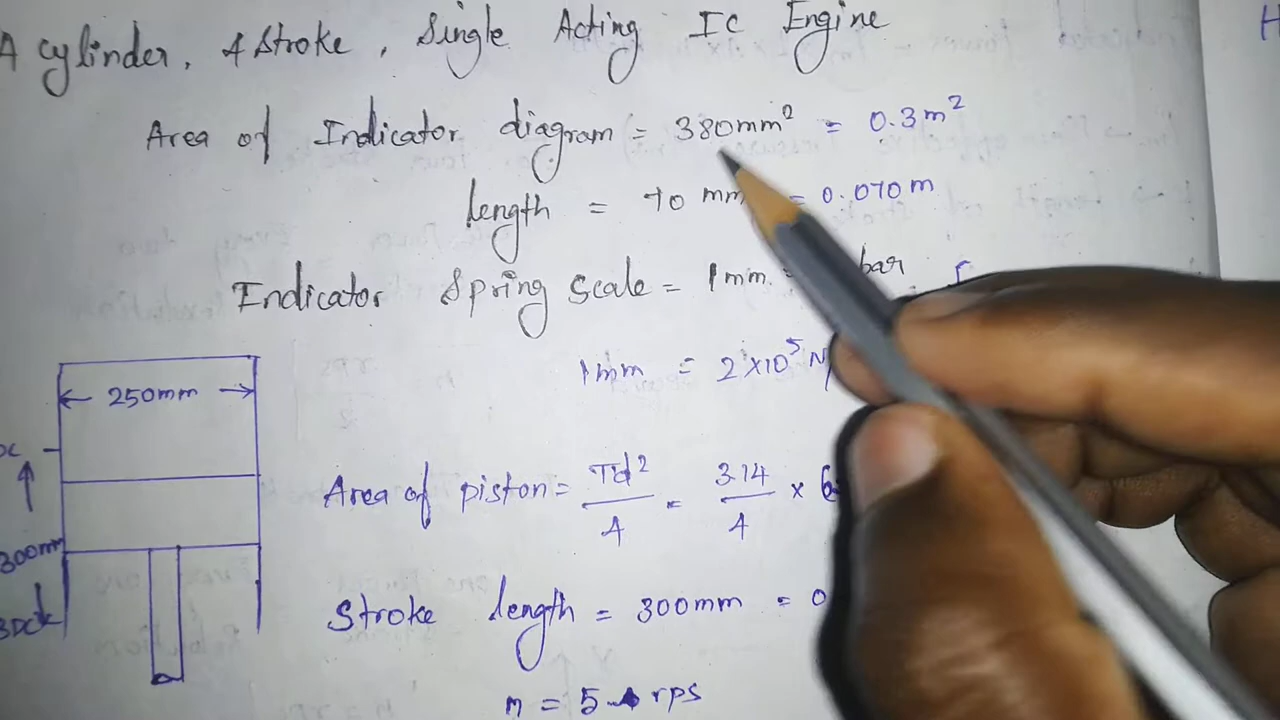 A cylinder, 4 Stroke, Single Acting IC Engine
Area of Indicator diagram = 380mm² = 0.3m²
length = 70 mm = 0.070m
Indicator Spring Scale = 1mm = bar
1mm = 2×10⁵ N/
250mm
Area of piston = πd²/4 = 3.14/4 ×
300mm
Stroke length = 300mm = 0
n = 5 rps